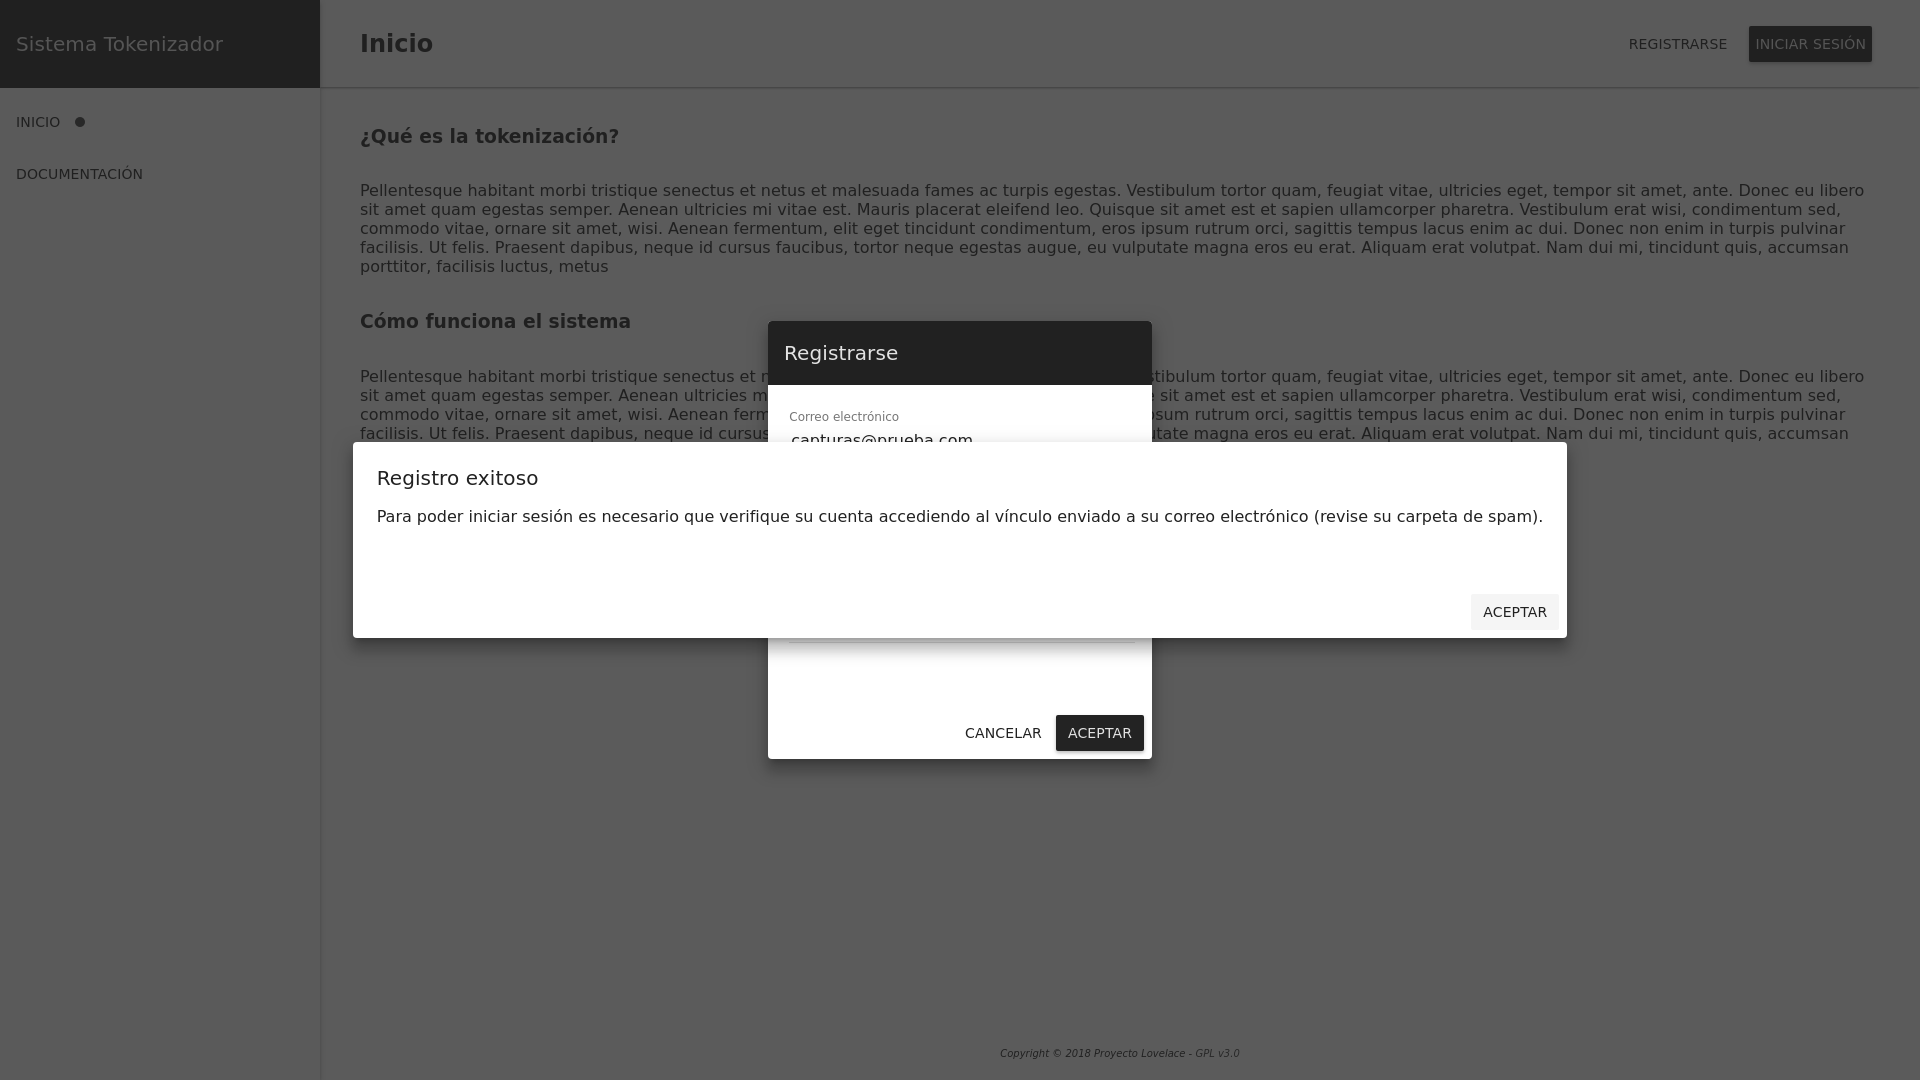 Sistema Tokenizador
Inicio
REGISTRARSE
INICIAR SESIÓN
INICIO
DOCUMENTACIÓN
¿Qué es la tokenización?
Pellentesque habitant morbi tristique senectus et netus et malesuada fames ac turpis egestas. Vestibulum tortor quam, feugiat vitae, ultricies eget, tempor sit amet, ante. Donec eu libero
sit amet quam egestas semper. Aenean ultricies mi vitae est. Mauris placerat eleifend leo. Quisque sit amet est et sapien ullamcorper pharetra. Vestibulum erat wisi, condimentum sed,
commodo vitae, ornare sit amet, wisi. Aenean fermentum, elit eget tincidunt condimentum, eros ipsum rutrum orci, sagittis tempus lacus enim ac dui. Donec non enim in turpis pulvinar
facilisis. Ut felis. Praesent dapibus, neque id cursus faucibus, tortor neque egestas augue, eu vulputate magna eros eu erat. Aliquam erat volutpat. Nam dui mi, tincidunt quis, accumsan
porttitor, facilisis luctus, metus
Cómo funciona el sistema
Pellentesque habitant morbi tristique senectus et tortor quam, feugiat vitae, ultricies eget, tempor sit amet, ante. Donec eu libero
sit amet quam egestas semper. Aenean ultricies sit amet est et sapien ullamcorper pharetra. Vestibulum erat wisi, condimentum sed,
commodo vitae, ornare sit amet, wisi. Aenean rutrum orci, sagittis tempus lacus enim ac dui. Donec non enim in turpis pulvinar
facilisis. Ut felis. Praesent dapibus, neque id cursus magna eros eu erat. Aliquam erat volutpat. Nam dui mi, tincidunt quis, accumsan
Registrarse
Correo electrónico
capturas@prueba.com
Registro exitoso
Para poder iniciar sesión es necesario que verifique su cuenta accediendo al vínculo enviado a su correo electrónico (revise su carpeta de spam).
ACEPTAR
CANCELAR
ACEPTAR
Copyright © 2018 Proyecto Lovelace - GPL v3.0